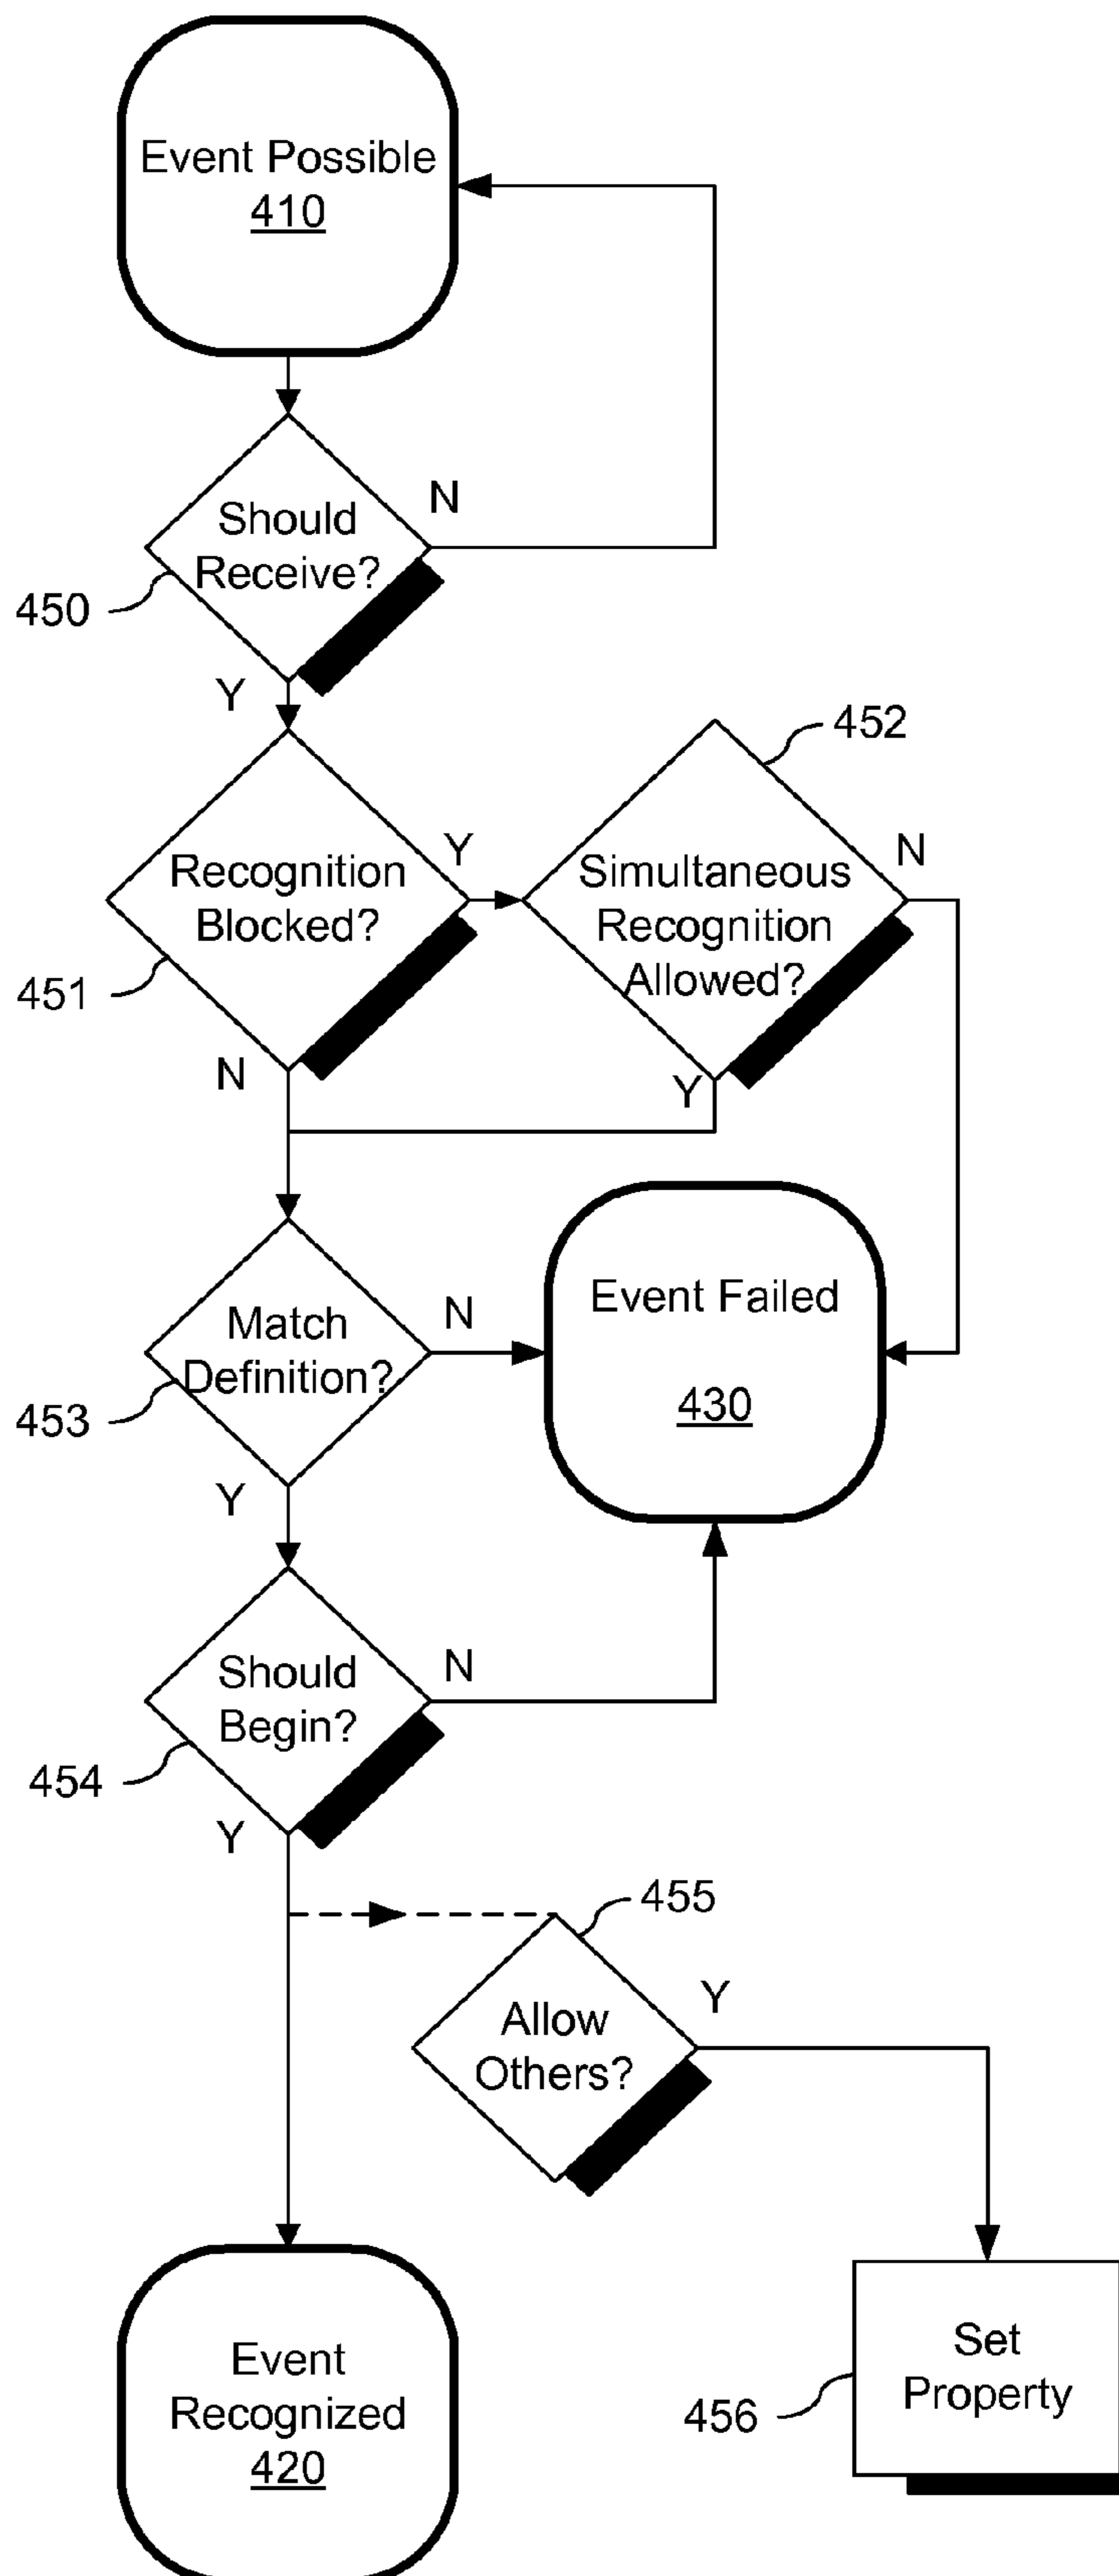 Event Possible
410
Should
Receive?
N
450
Y
452
Recognition
Blocked?
Y
Simultaneous
Recognition
Allowed?
N
451
N
Y
Event Failed
430
Match
Definition?
N
453
Y
Should
Begin?
N
454
Y
455
Allow
Others?
Y
Event
Recognized
420
Set
Property
456